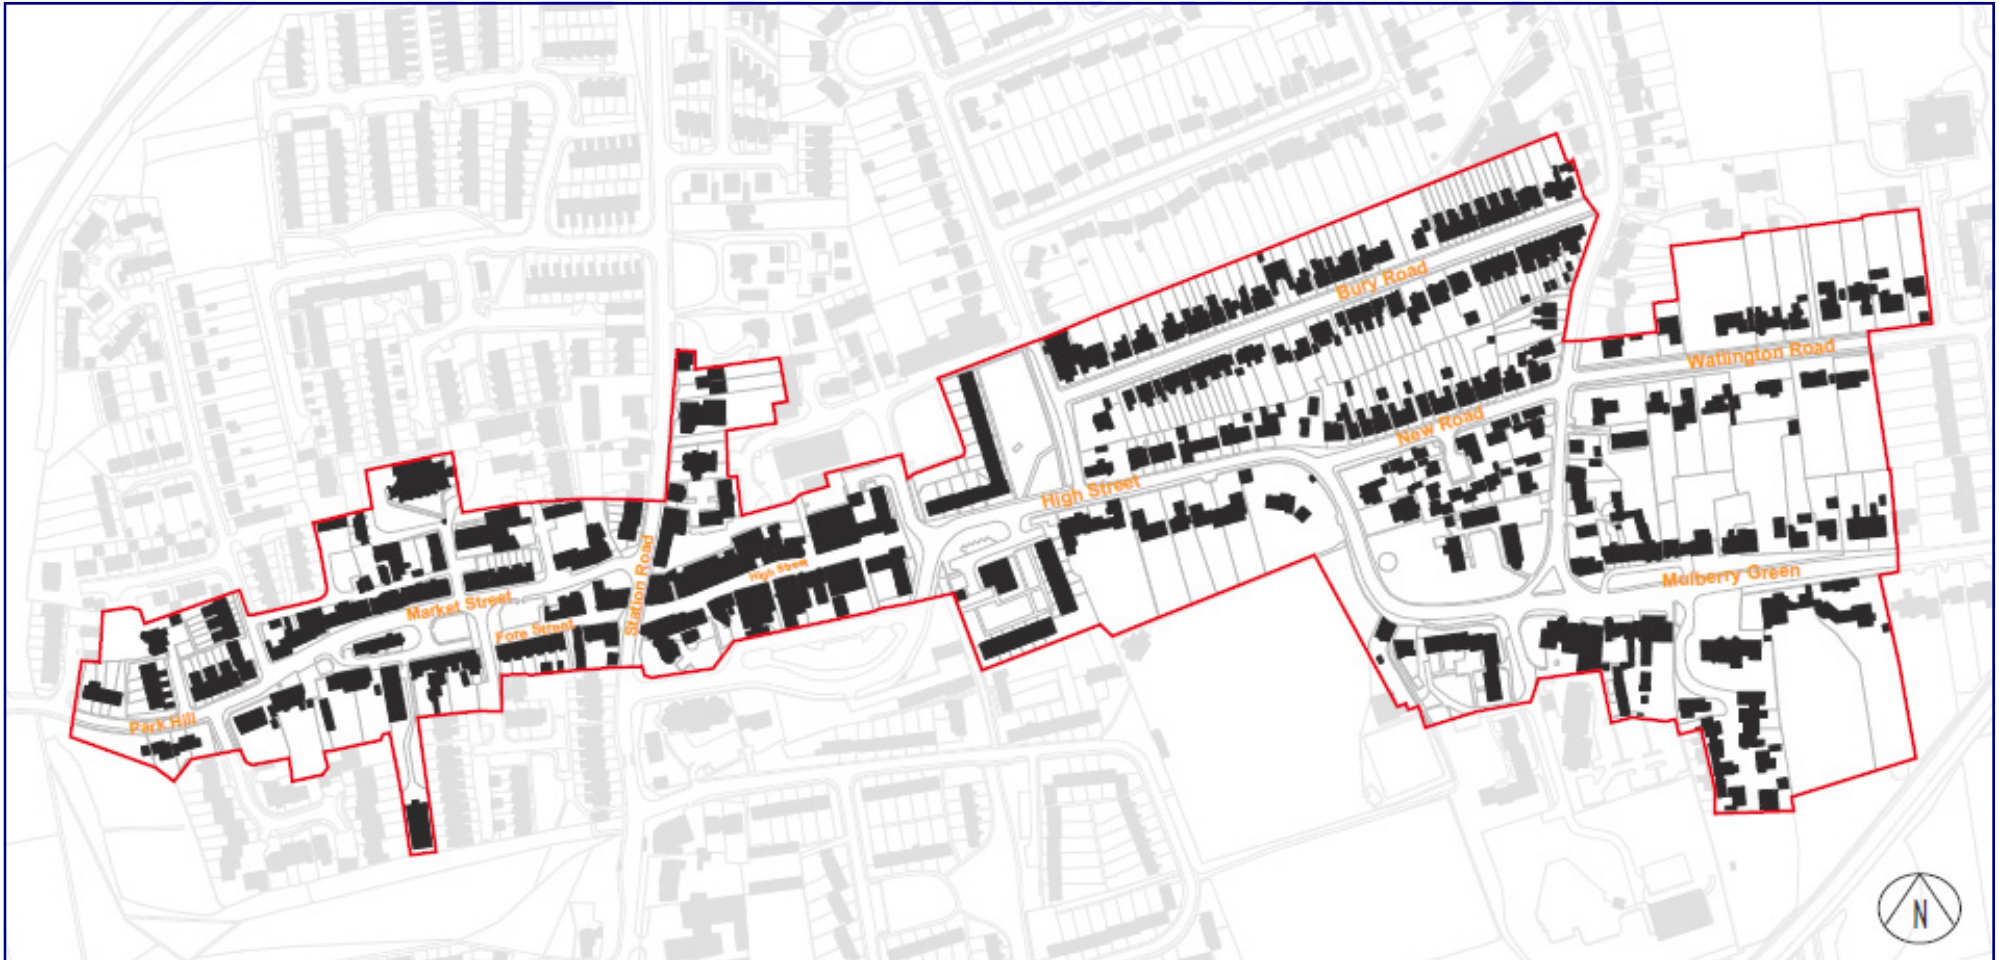 Bury Road
Watlington Road
New Road
High Street
High Street
Station Road
Mulberry Green
Market Street
Fore Street
Park Hill
N